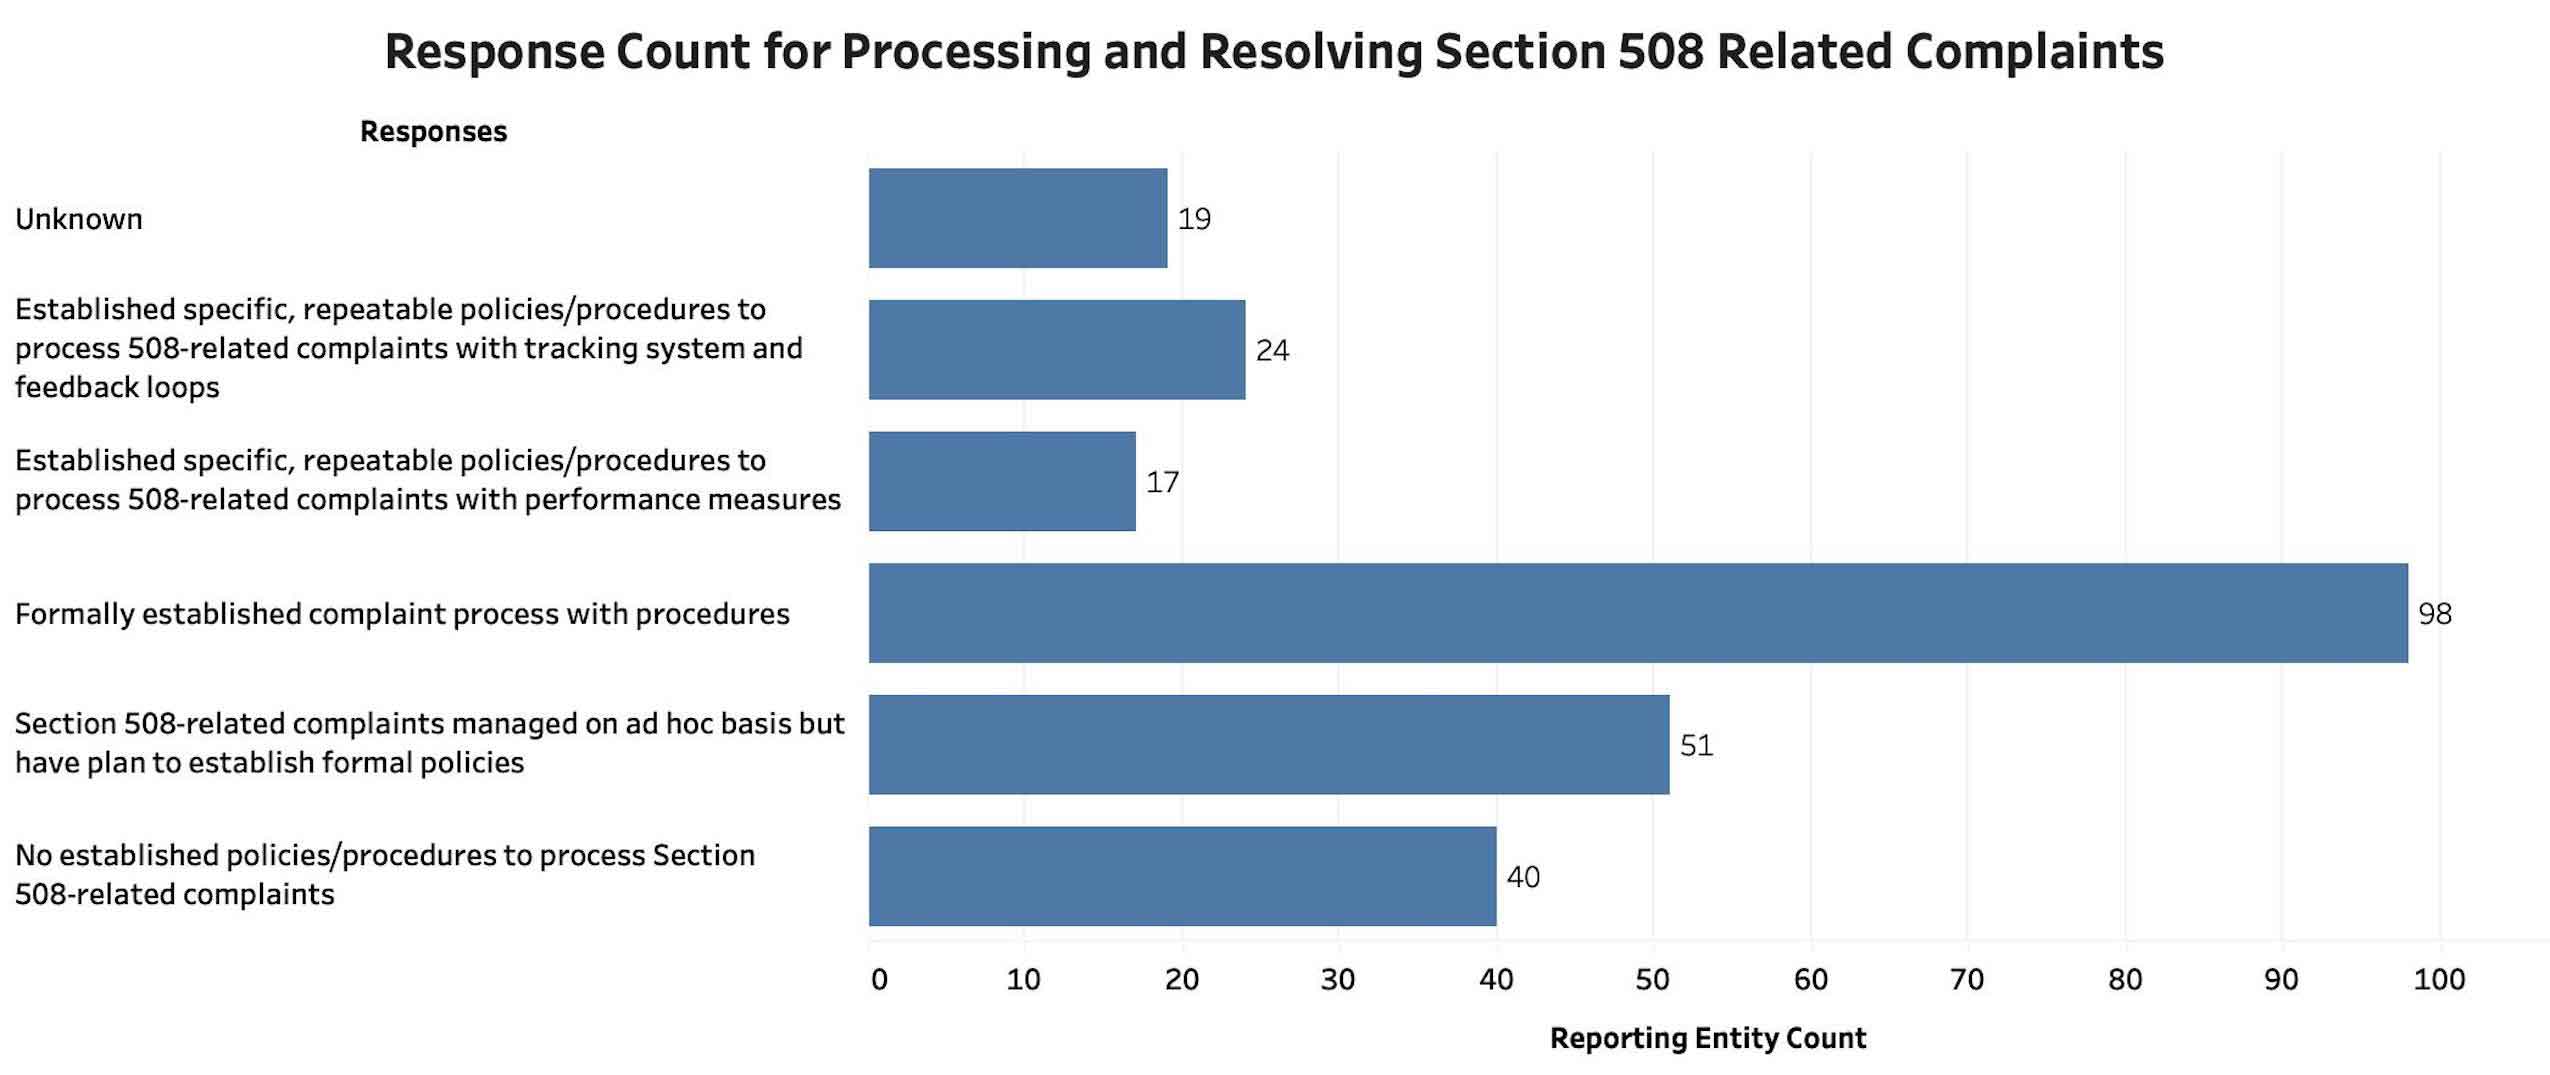 Response Count for Processing and Resolving Section 508 Related Complaints
Responses
Unknown
19
Established specific, repeatable policies/procedures to
process 508-related complaints with tracking system and
feedback loops
24
Established specific, repeatable policies/procedures to
process 508-related complaints with performance measures
17
Formally established complaint process with procedures
98
Section 508-related complaints managed on ad hoc basis but
have plan to establish formal policies
51
No established policies/procedures to process Section
508-related complaints
40
0 10 20 30 40 50 60 70 80 90 100
Reporting Entity Count